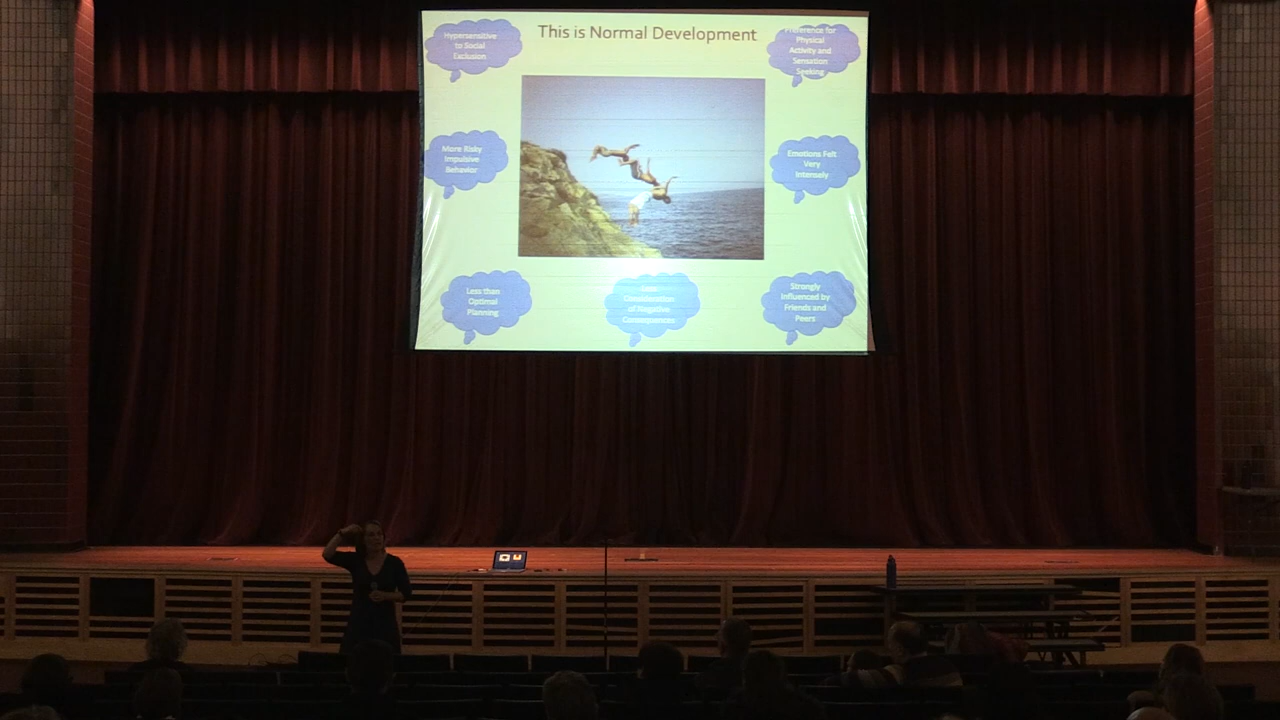 This is Normal Development
Hypersensitive
to Social
Exclusion
Preference for
Physical
Activity and
Sensation
Seeking
More Risky
Impulsive
Behavior
Emotions Felt
Very
Intensely
Less than
Optimal
Planning
Less
Consideration
of Negative
Consequences
Strongly
Influenced by
Friends and
Peers